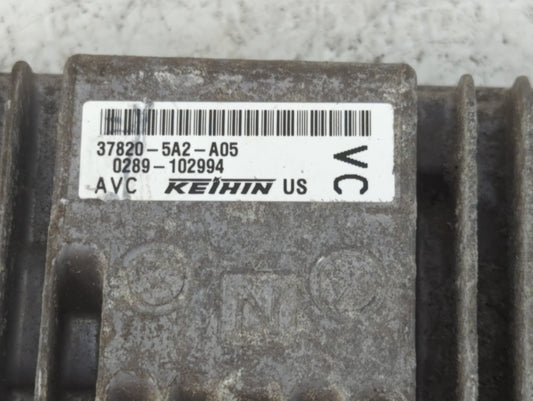 37820-5A2-A05
0289-102994
AVC KEIHIN US
VC
N